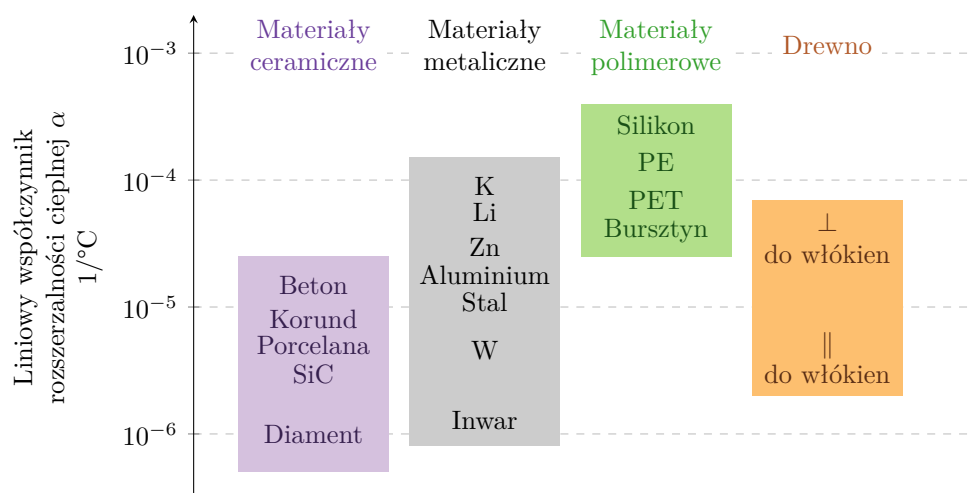 Liniowy współczynnik
rozszerzalności cieplnej α
1/°C
10⁻³
10⁻⁴
10⁻⁵
10⁻⁶
Materiały
ceramiczne
Beton
Korund
Porcelana
SiC
Diament
Materiały
metaliczne
K
Li
Zn
Aluminium
Stal
W
Inwar
Materiały
polimerowe
Silikon
PE
PET
Bursztyn
Drewno
⊥
do włókien
∥
do włókien